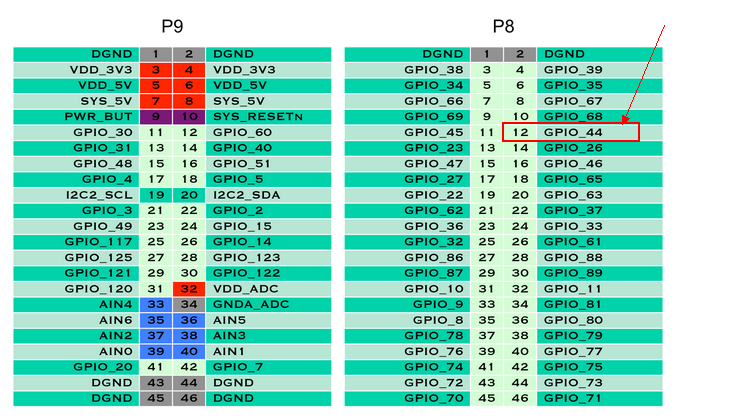 P9
DGND 1 2 DGND
VDD_3V3 3 4 VDD_3V3
VDD_5V 5 6 VDD_5V
SYS_5V 7 8 SYS_5V
PWR_BUT 9 10 SYS_RESETN
GPIO_30 11 12 GPIO_60
GPIO_31 13 14 GPIO_40
GPIO_48 15 16 GPIO_51
GPIO_4 17 18 GPIO_5
I2C2_SCL 19 20 I2C2_SDA
GPIO_3 21 22 GPIO_2
GPIO_49 23 24 GPIO_15
GPIO_117 25 26 GPIO_14
GPIO_125 27 28 GPIO_123
GPIO_121 29 30 GPIO_122
GPIO_120 31 32 VDD_ADC
AIN4 33 34 GNDA_ADC
AIN6 35 36 AIN5
AIN2 37 38 AIN3
AIN0 39 40 AIN1
GPIO_20 41 42 GPIO_7
DGND 43 44 DGND
DGND 45 46 DGND
P8
DGND 1 2 DGND
GPIO_38 3 4 GPIO_39
GPIO_34 5 6 GPIO_35
GPIO_66 7 8 GPIO_67
GPIO_69 9 10 GPIO_68
GPIO_45 11 12 GPIO_44
GPIO_23 13 14 GPIO_26
GPIO_47 15 16 GPIO_46
GPIO_27 17 18 GPIO_65
GPIO_22 19 20 GPIO_63
GPIO_62 21 22 GPIO_37
GPIO_36 23 24 GPIO_33
GPIO_32 25 26 GPIO_61
GPIO_86 27 28 GPIO_88
GPIO_87 29 30 GPIO_89
GPIO_10 31 32 GPIO_11
GPIO_9 33 34 GPIO_81
GPIO_8 35 36 GPIO_80
GPIO_78 37 38 GPIO_79
GPIO_76 39 40 GPIO_77
GPIO_74 41 42 GPIO_75
GPIO_72 43 44 GPIO_73
GPIO_70 45 46 GPIO_71